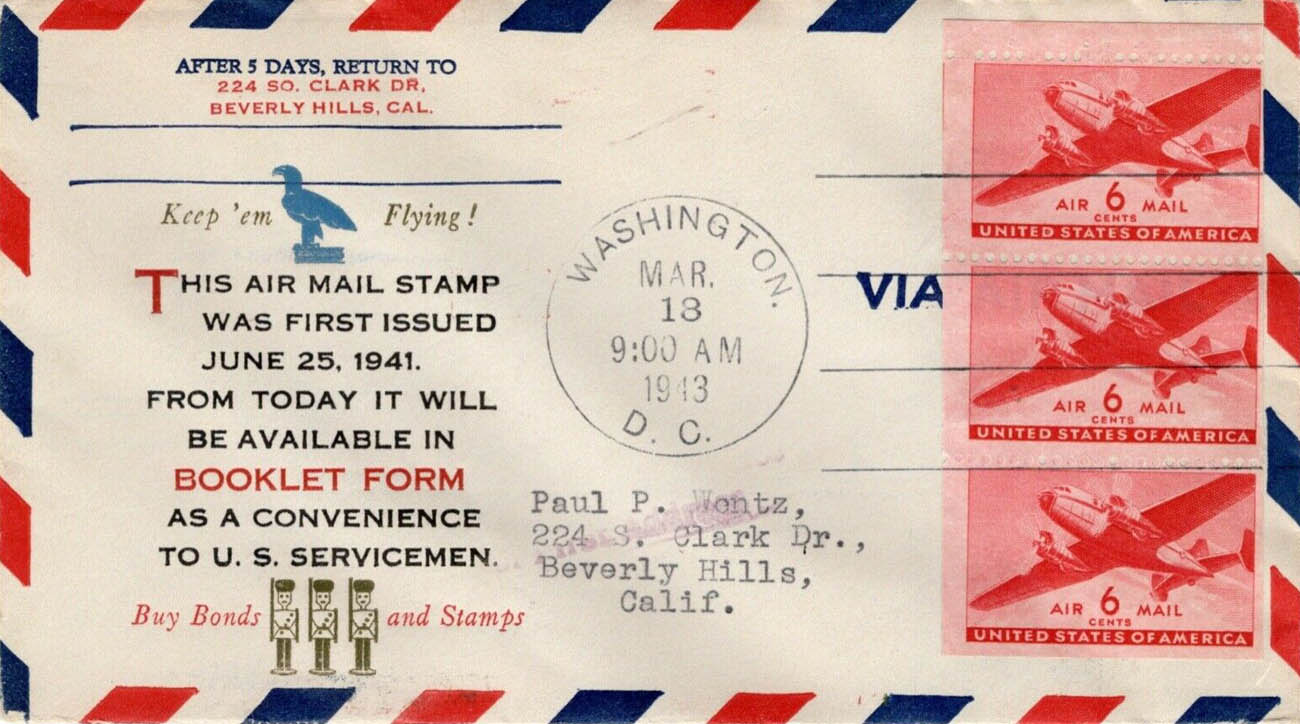 AFTER 5 DAYS, RETURN TO
224 SO. CLARK DR,
BEVERLY HILLS, CAL.
Keep 'em Flying!
THIS AIR MAIL STAMP
WAS FIRST ISSUED
JUNE 25, 1941.
FROM TODAY IT WILL
BE AVAILABLE IN
BOOKLET FORM
AS A CONVENIENCE
TO U. S. SERVICEMEN.
Buy Bonds and Stamps
WASHINGTON.
MAR.
18
9:00 AM
1943
D. C.
VIA
Paul P. Wentz,
224 S. Clark Dr.,
Beverly Hills,
Calif.
AIR 6 MAIL
CENTS
UNITED STATES OF AMERICA
AIR 6 MAIL
CENTS
UNITED STATES OF AMERICA
AIR 6 MAIL
CENTS
UNITED STATES OF AMERICA